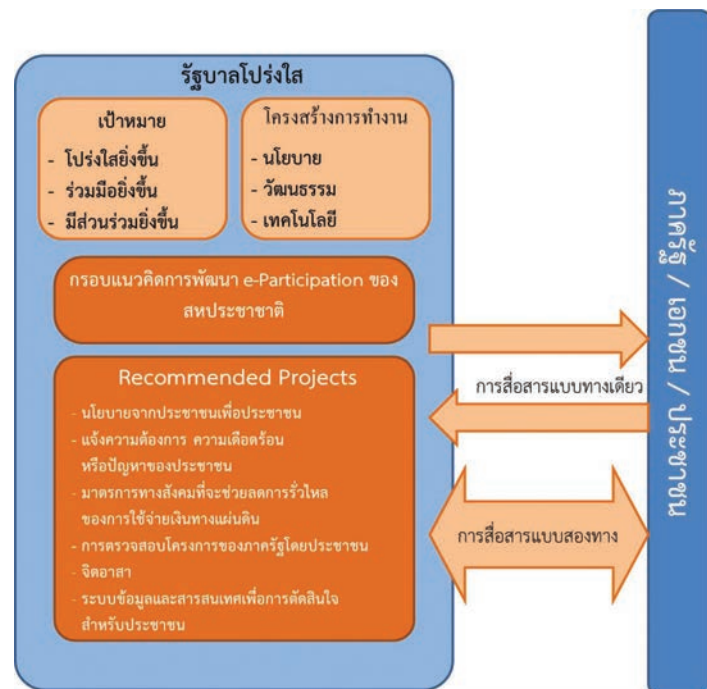 รัฐบาลโปร่งใส
เป้าหมาย
- โปร่งใสยิ่งขึ้น
- ร่วมมือยิ่งขึ้น
- มีส่วนร่วมยิ่งขึ้น
โครงสร้างการทำงาน
- นโยบาย
- วัฒนธรรม
- เทคโนโลยี
กรอบแนวคิดการพัฒนา e-Participation ของ
สหประชาชาติ
Recommended Projects
- นโยบายจากประชาชนเพื่อประชาชน
- แจ้งความต้องการ ความเดือดร้อน
หรือปัญหาของประชาชน
- มาตรการทางสังคมที่จะช่วยลดการรั่วไหล
ของการใช้จ่ายเงินทางแผ่นดิน
- การตรวจสอบโครงการของภาครัฐโดยประชาชน
- จิตอาสา
- ระบบข้อมูลและสารสนเทศเพื่อการตัดสินใจ
สำหรับประชาชน
การสื่อสารแบบทางเดียว
การสื่อสารแบบสองทาง
ภาครัฐ / เอกชน / ประชาชน